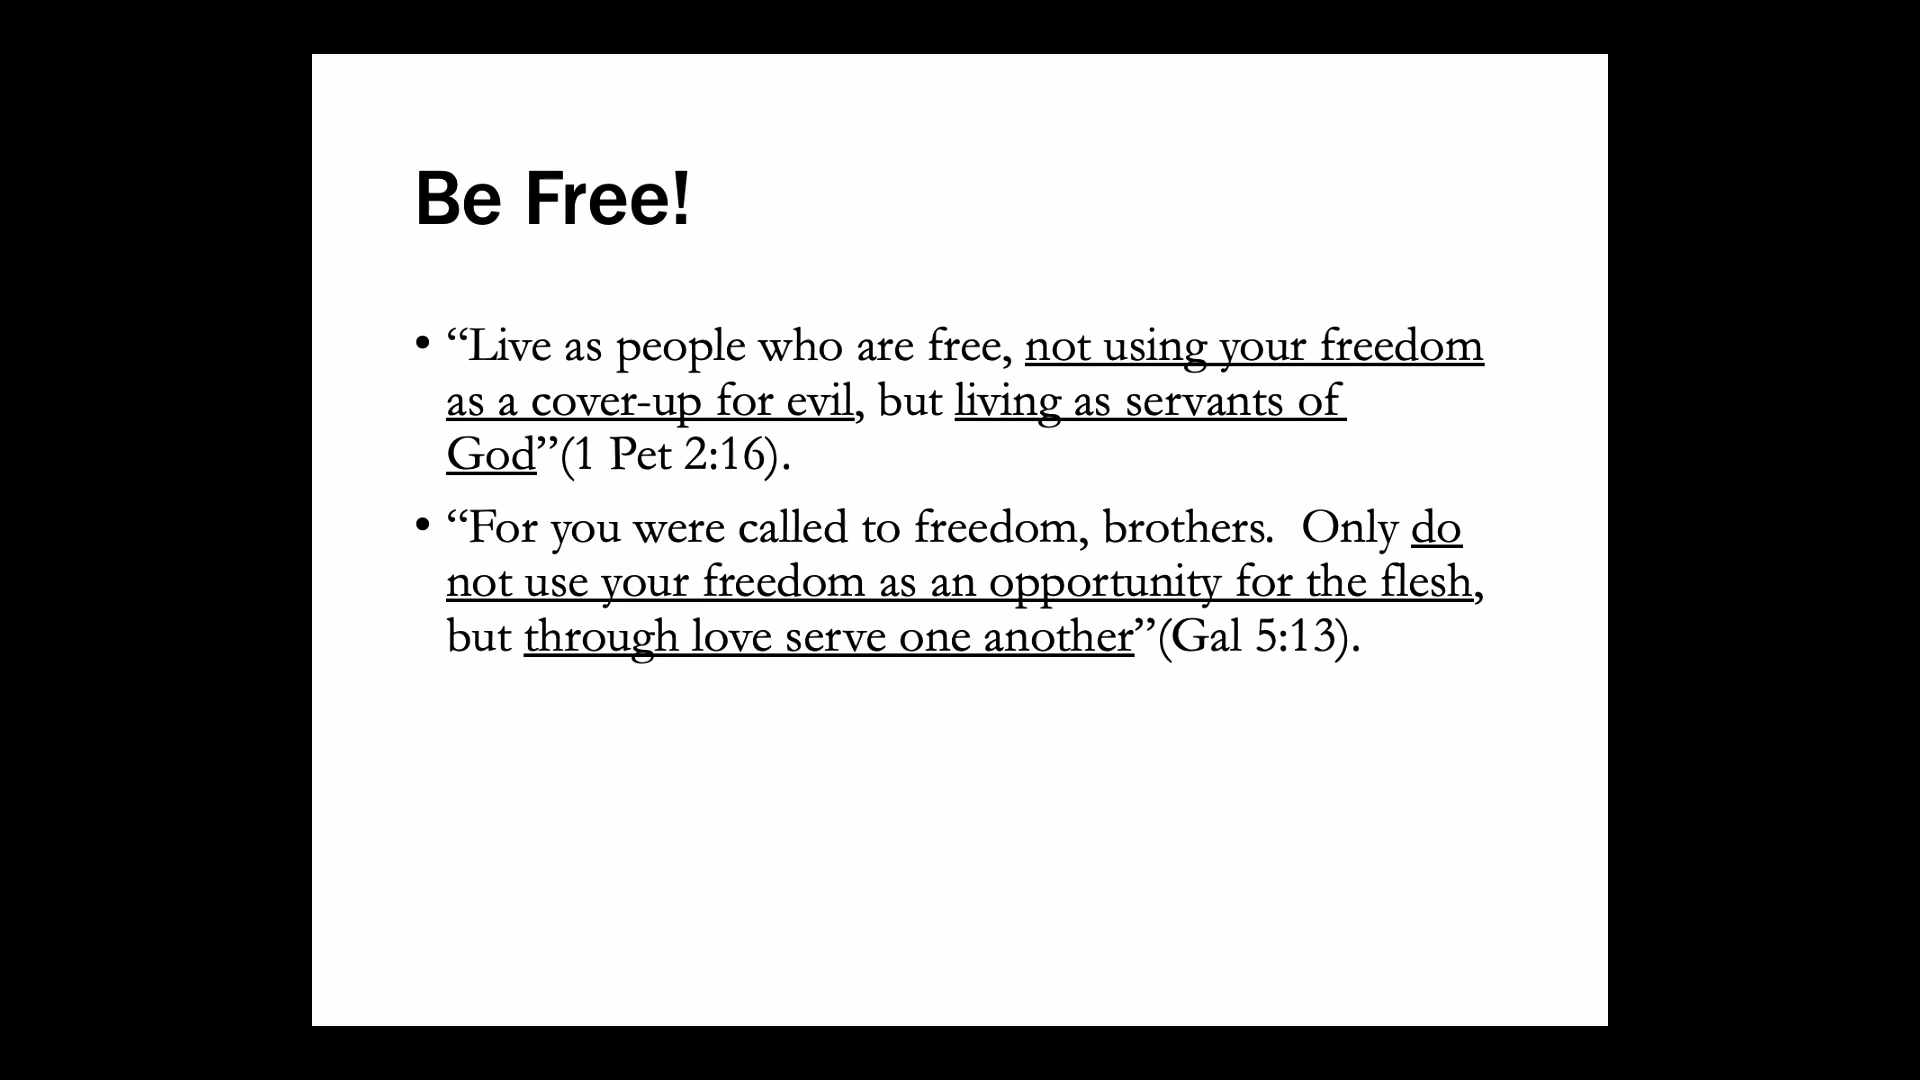 Be Free!
• “Live as people who are free, not using your freedom
as a cover-up for evil, but living as servants of
God”(1 Pet 2:16).
• “For you were called to freedom, brothers.  Only do
not use your freedom as an opportunity for the flesh,
but through love serve one another”(Gal 5:13).